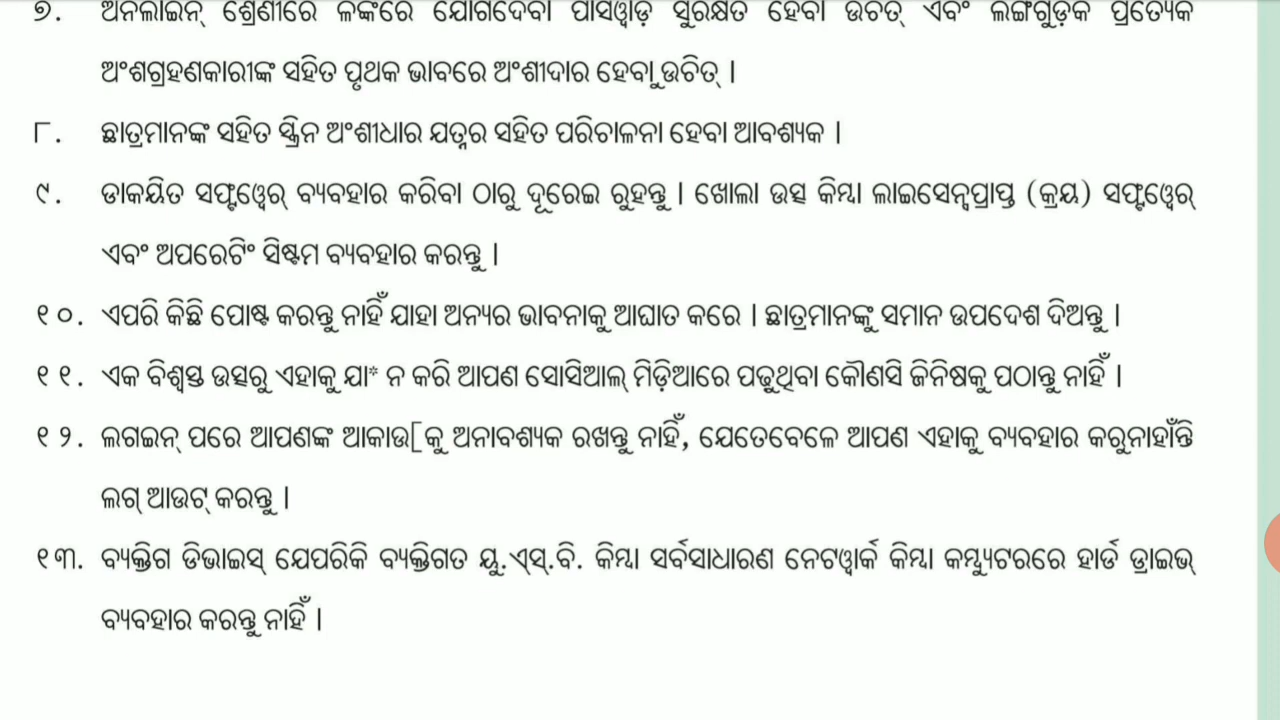 ୭. ଅନଲାଇନ୍ ଶ୍ରେଣୀରେ ଲଙ୍କରେ ଯୋଗଦେବା ପାସୱାଡ଼ ସୁରକ୍ଷିତ ହେବା ଉଚିତ୍ ଏବଂ ଲିଙ୍ଗଗୁଡ଼ିକ ପ୍ରତ୍ୟେକ
ଅଂଶଗ୍ରହଣକାରୀଙ୍କ ସହିତ ପୃଥକ ଭାବରେ ଅଂଶୀଦାର ହେବା ଉଚିତ୍ ।
୮. ଛାତ୍ରମାନଙ୍କ ସହିତ ସ୍କ୍ରିନ ଅଂଶୀଧାର ଯତ୍ନର ସହିତ ପରିଚାଳନା ହେବା ଆବଶ୍ୟକ ।
୯. ଡାକୟିତ ସଫ୍ଟୱେର୍ ବ୍ୟବହାର କରିବା ଠାରୁ ଦୂରେଇ ରୁହନ୍ତୁ । ଖୋଲା ଉତ୍ସ କିମ୍ବା ଲାଇସେନ୍ସପ୍ରାପ୍ତ (କ୍ରୟ) ସଫ୍ଟୱେର୍
ଏବଂ ଅପରେଟିଂ ସିଷ୍ଟମ ବ୍ୟବହାର କରନ୍ତୁ ।
୧୦. ଏପରି କିଛି ପୋଷ୍ଟ କରନ୍ତୁ ନାହିଁ ଯାହା ଅନ୍ୟର ଭାବନାକୁ ଆଘାତ କରେ । ଛାତ୍ରମାନଙ୍କୁ ସମାନ ଉପଦେଶ ଦିଅନ୍ତୁ ।
୧୧. ଏକ ବିଶ୍ୱସ୍ତ ଉତ୍ସରୁ ଏହାକୁ ଯା* ନ କରି ଆପଣ ସୋସିଆଲ୍ ମିଡ଼ିଆରେ ପଢୁଥିବା କୌଣସି ଜିନିଷକୁ ପଠାନ୍ତୁ ନାହିଁ ।
୧୨. ଲଗଇନ୍ ପରେ ଆପଣଙ୍କ ଆକାଉ[କୁ ଅନାବଶ୍ୟକ ରଖନ୍ତୁ ନାହିଁ, ଯେତେବେଳେ ଆପଣ ଏହାକୁ ବ୍ୟବହାର କରୁନାହାଁନ୍ତି
ଲଗ୍ ଆଉଟ୍ କରନ୍ତୁ ।
୧୩. ବ୍ୟକ୍ତିଗ ଡିଭାଇସ୍ ଯେପରିକି ବ୍ୟକ୍ତିଗତ ୟୁ.ଏସ୍.ବି. କିମ୍ବା ସର୍ବସାଧାରଣ ନେଟୱାର୍କ କିମ୍ବା କମ୍ପ୍ୟୁଟରରେ ହାର୍ଡ ଡ୍ରାଇଭ୍
ବ୍ୟବହାର କରନ୍ତୁ ନାହିଁ ।